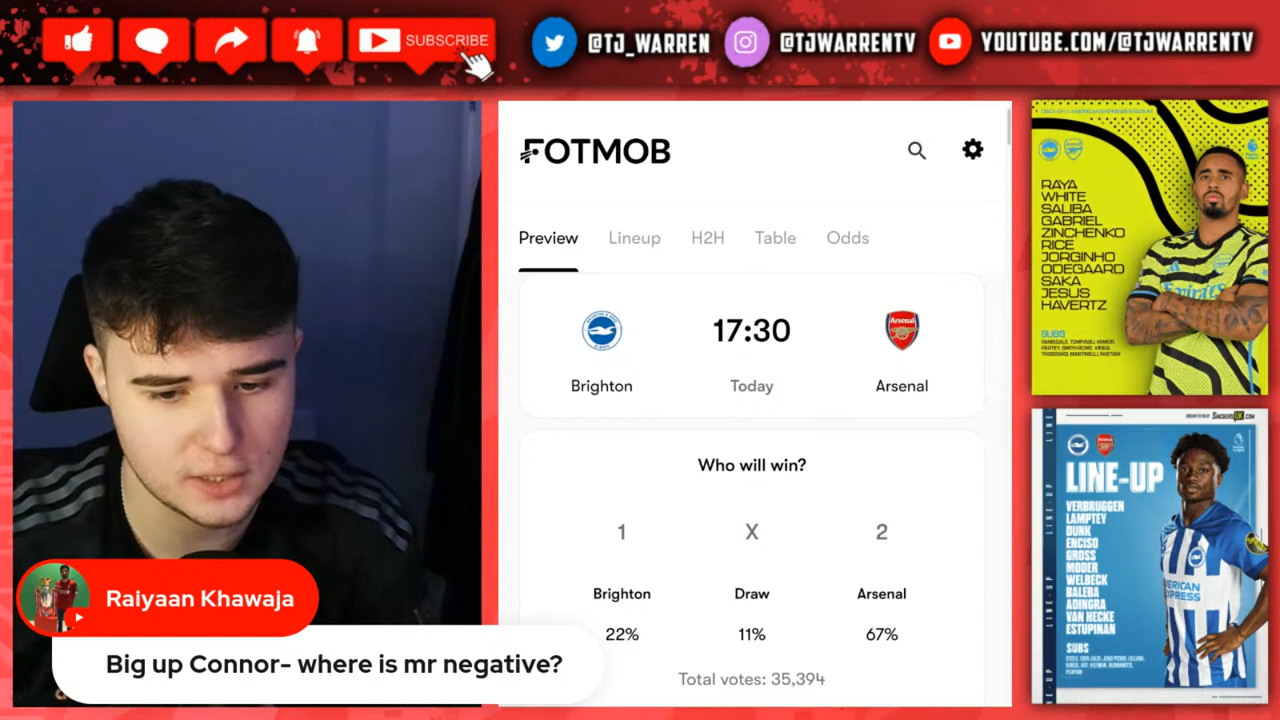 SUBSCRIBE
@TJ_WARREN
@TJWARRENTV
YOUTUBE.COM/@TJWARRENTV
FOTMOB
Preview Lineup H2H Table Odds
17:30
Brighton Today Arsenal
Who will win?
1 X 2
Brighton Draw Arsenal
22% 11% 67%
Total votes: 35,394
Raiyaan Khawaja
Big up Connor- where is mr negative?
RAYA
WHITE
SALIBA
GABRIEL
ZINCHENKO
RICE
JORGINHO
ODEGAARD
SAKA
JESUS
HAVERTZ
SUBS
Emirates
LINE-UP
VERBRUGGEN
LAMPTEY
DUNK
ENCISO
GROSS
MODER
WELBECK
BALEBA
ADINGRA
VAN HECKE
ESTUPINAN
SUBS
EXPRESS